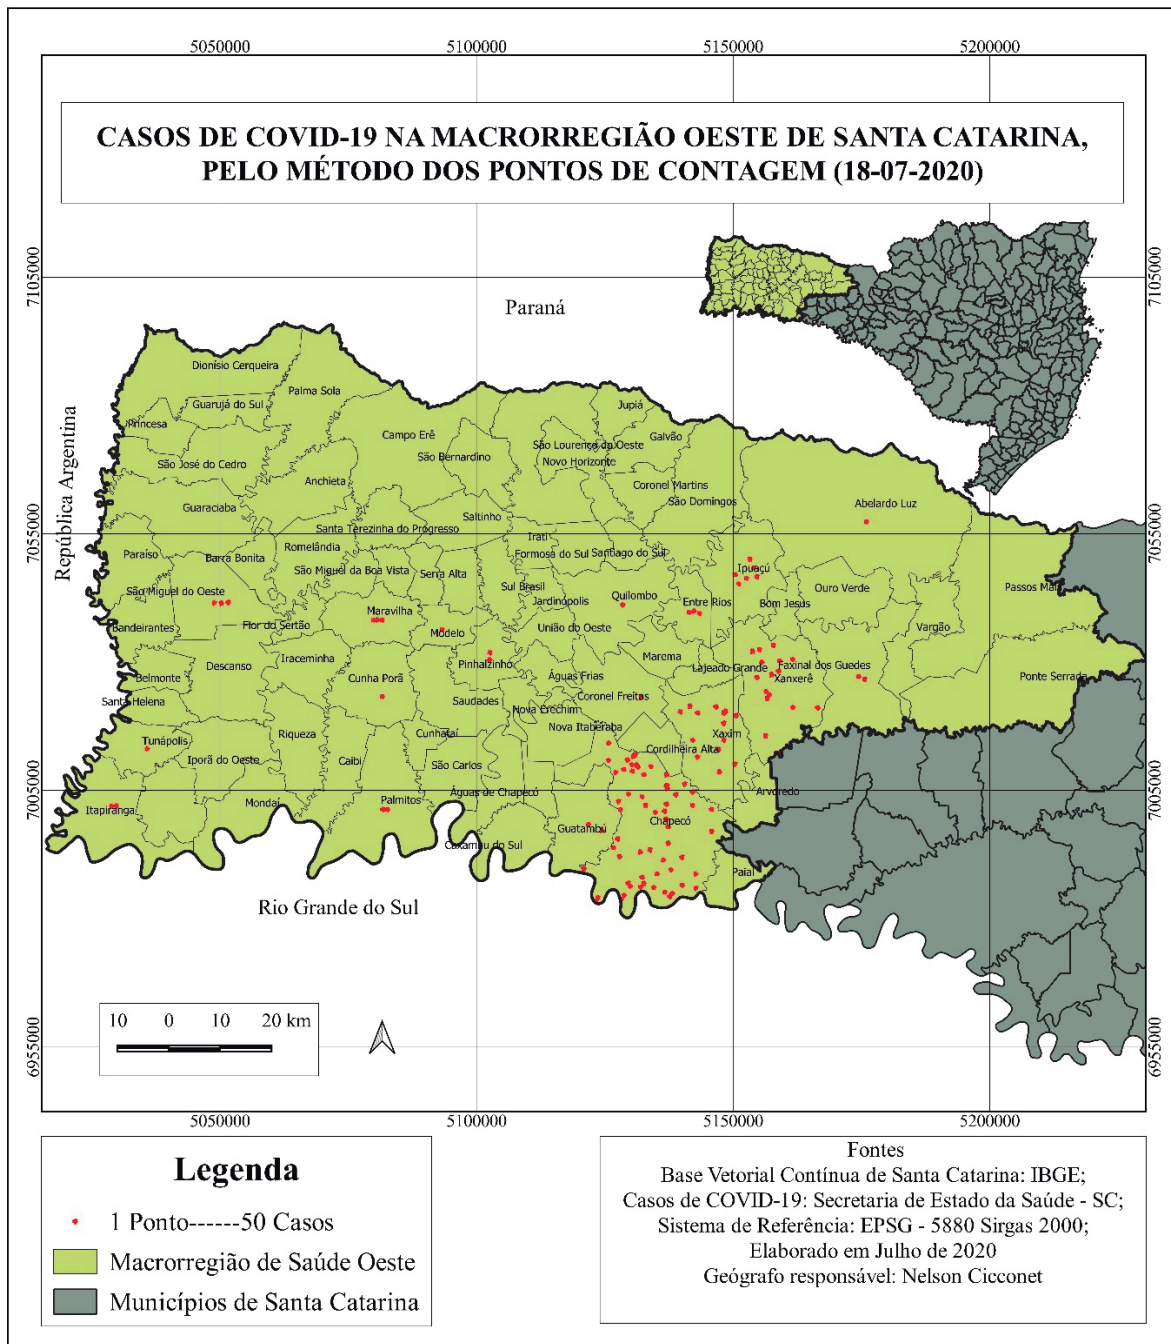 5050000
5100000
5150000
5200000
CASOS DE COVID-19 NA MACRORREGIÃO OESTE DE SANTA CATARINA,
PELO MÉTODO DOS PONTOS DE CONTAGEM (18-07-2020)
7105000
7105000
Paraná
República Argentina
Dionísio Cerqueira
Palma Sola
Guarujá do Sul
Jupiá
Princesa
Campo Erê
Galvão
São Lourenço do Oeste
São Bernardino
São José do Cedro
Novo Horizonte
Anchieta
Coronel Martins
São Domingos
Abelardo Luz
Guaraciaba
Saltinho
Santa Terezinha do Progresso
7055000
7055000
Irati
Romelândia
Paraíso
Barra Bonita
Formosa do Sul
Santiago do Sul
São Miguel da Boa Vista
Serra Alta
Ipuaçú
Sul Brasil
Ouro Verde
Passos Maia
São Miguel do Oeste
Quilombo
Jardinópolis
Entre Rios
Bom Jesus
Maravilha
Bandeirantes
Flor do Sertão
Modelo
União do Oeste
Vargão
Iraceminha
Marema
Descanso
Pinhalzinho
Lajeado Grande
Faxinal dos Guedes
Belmonte
Cunha Porã
Águas Frias
Xanxerê
Ponte Serrada
Santa Helena
Saudades
Coronel Freitas
Nova Erechim
Nova Itaberaba
Riqueza
Cunhataí
Xaxim
Tunápolis
Cordilheira Alta
Iporã do Oeste
Caibi
São Carlos
7005000
7005000
Águas de Chapecó
Arvoredo
Itapiranga
Mondaí
Palmitos
Guatambú
Chapecó
Caxambu do Sul
Paial
Rio Grande do Sul
10 0 10 20 km
6955000
6955000
5050000
5100000
5150000
5200000
Legenda
1 Ponto------50 Casos
Macrorregião de Saúde Oeste
Municípios de Santa Catarina
Fontes
Base Vetorial Contínua de Santa Catarina: IBGE;
Casos de COVID-19: Secretaria de Estado da Saúde - SC;
Sistema de Referência: EPSG - 5880 Sirgas 2000;
Elaborado em Julho de 2020
Geógrafo responsável: Nelson Cicconet